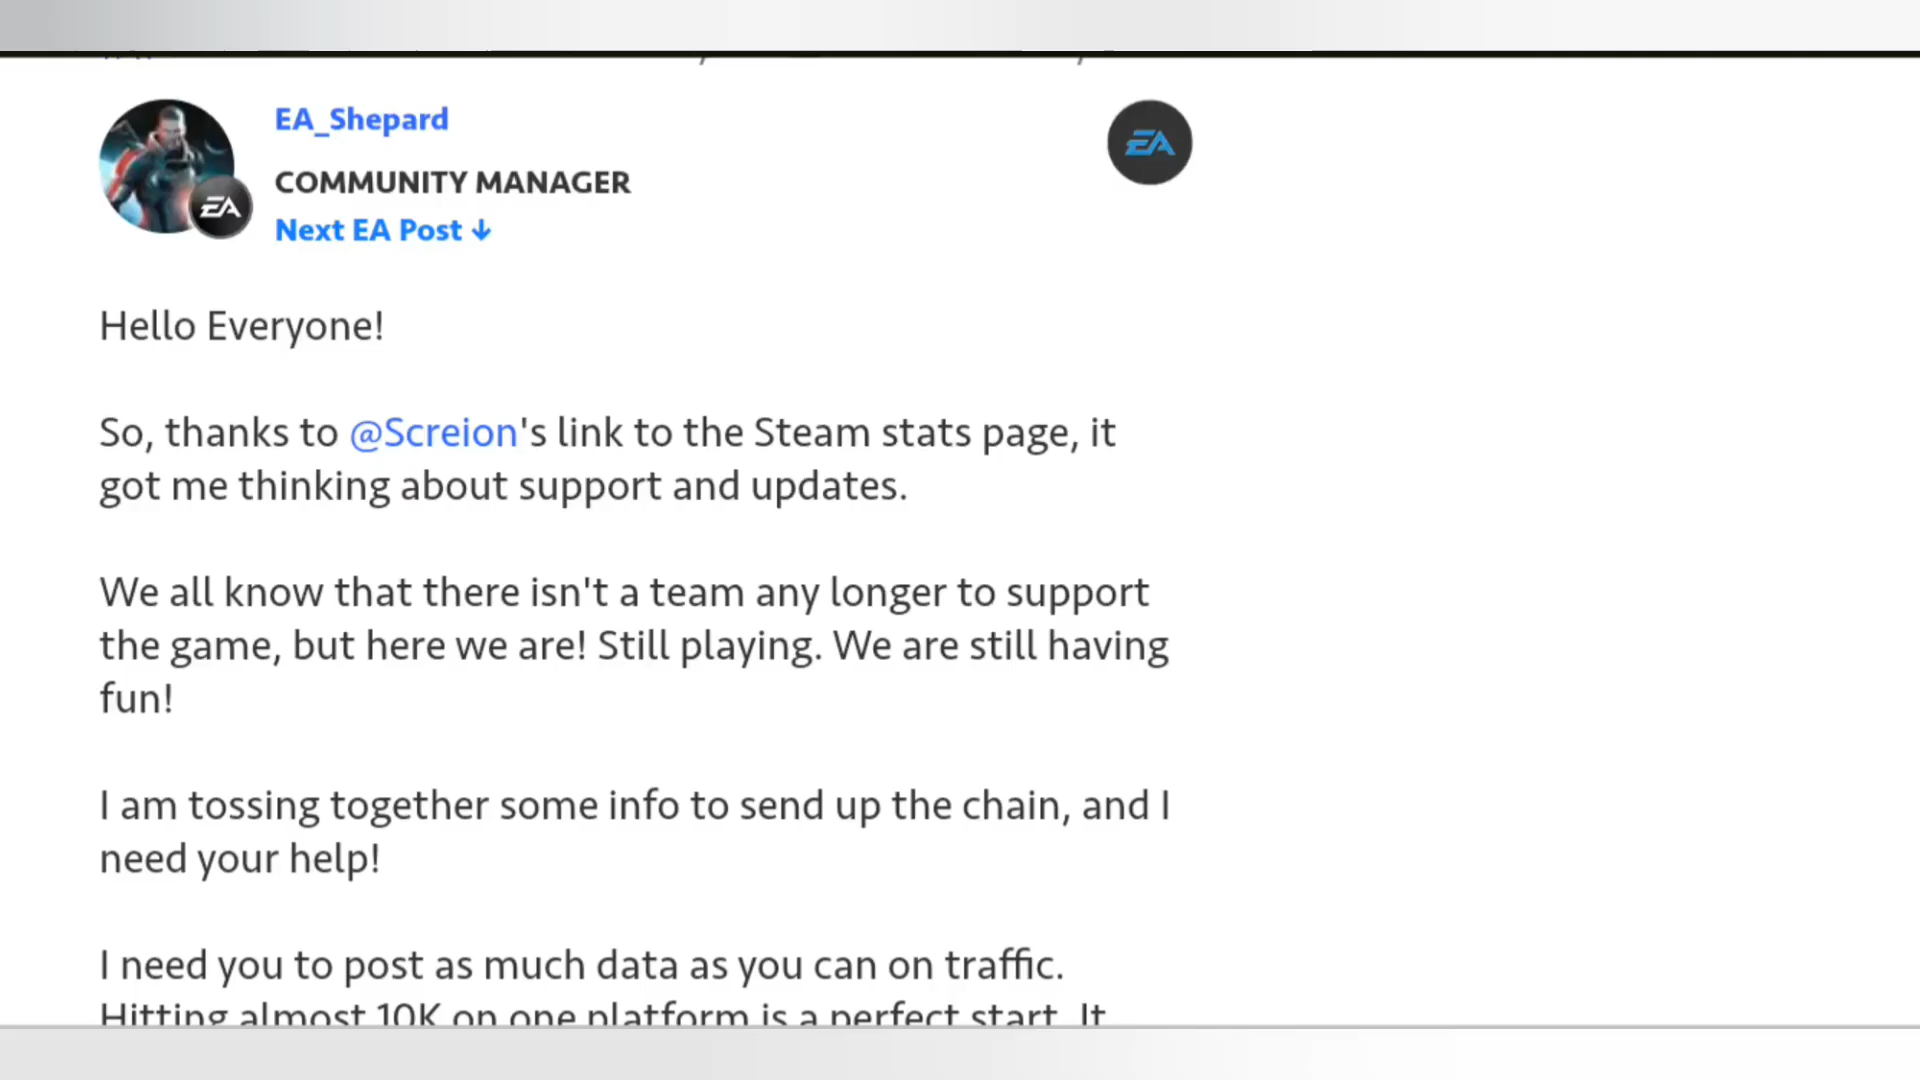 EA_Shepard
COMMUNITY MANAGER
Next EA Post ↓
EA
EA
Hello Everyone!
So, thanks to @Screion's link to the Steam stats page, it
got me thinking about support and updates.
We all know that there isn't a team any longer to support
the game, but here we are! Still playing. We are still having
fun!
I am tossing together some info to send up the chain, and I
need your help!
I need you to post as much data as you can on traffic.
Hitting almost 10K on one platform is a perfect start. It